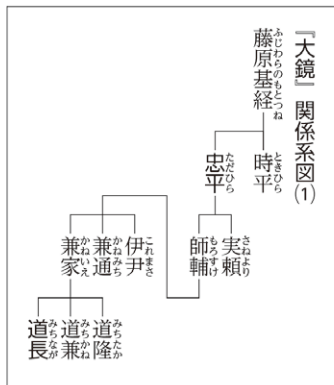 『大鏡』関係系図(1)
藤原基経
ふじわらのもとつね
時平
ときひら
忠平
ただひら
実頼
さねより
師輔
もろすけ
伊尹
これまさ
兼通
かねみち
兼家
かねいえ
道隆
みちたか
道兼
みちかね
道長
みちなが